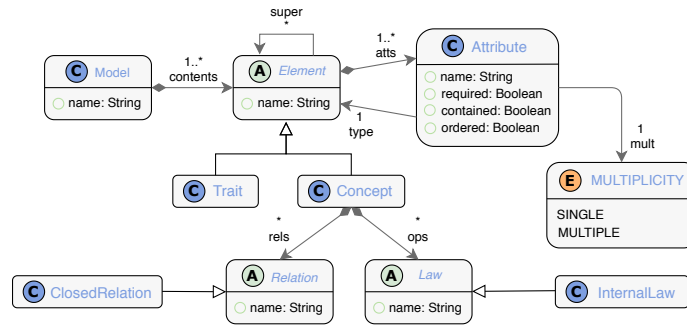 super
*
C Model
name: String
1..*
contents
A Element
name: String
1..*
atts
1
type
C Attribute
name: String
required: Boolean
contained: Boolean
ordered: Boolean
1
mult
E MULTIPLICITY
SINGLE
MULTIPLE
C Trait
C Concept
*
rels
*
ops
C ClosedRelation
A Relation
name: String
A Law
name: String
C InternalLaw